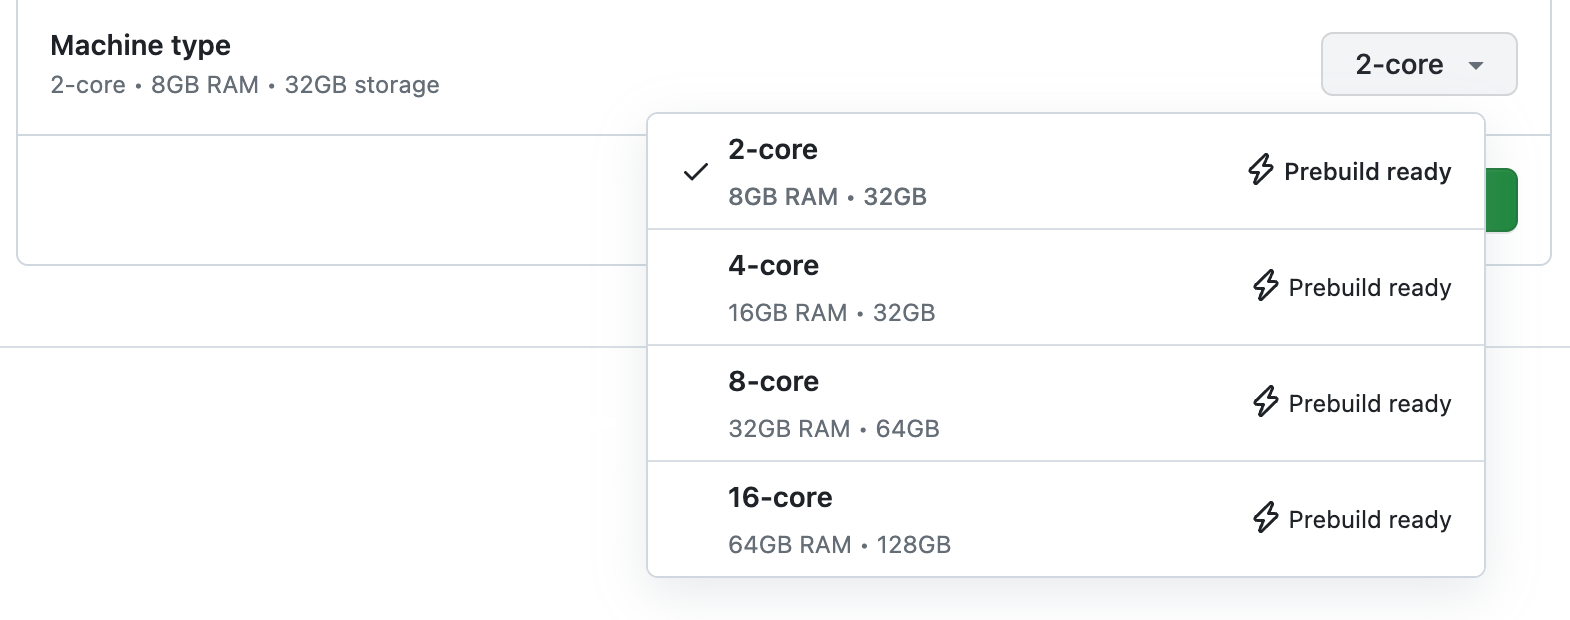 Machine type
2-core • 8GB RAM • 32GB storage
2-core
2-core
8GB RAM • 32GB
Prebuild ready
4-core
16GB RAM • 32GB
Prebuild ready
8-core
32GB RAM • 64GB
Prebuild ready
16-core
64GB RAM • 128GB
Prebuild ready